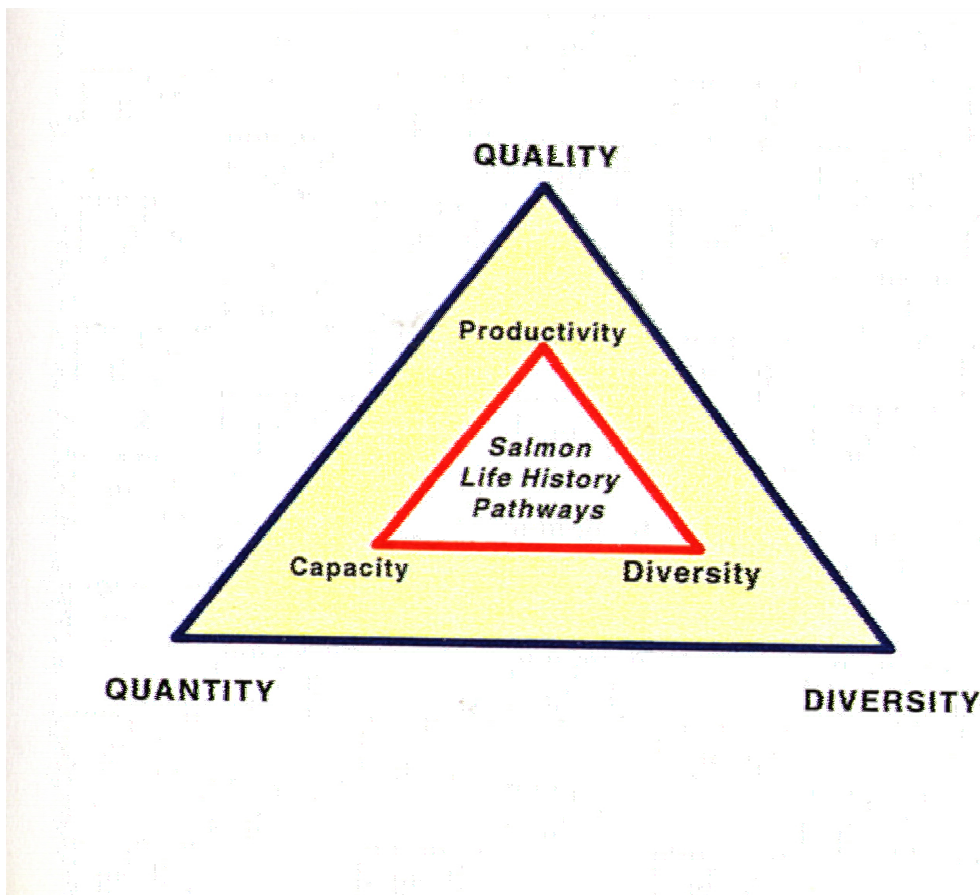 QUALITY
Productivity
Salmon
Life History
Pathways
Capacity
Diversity
QUANTITY
DIVERSITY